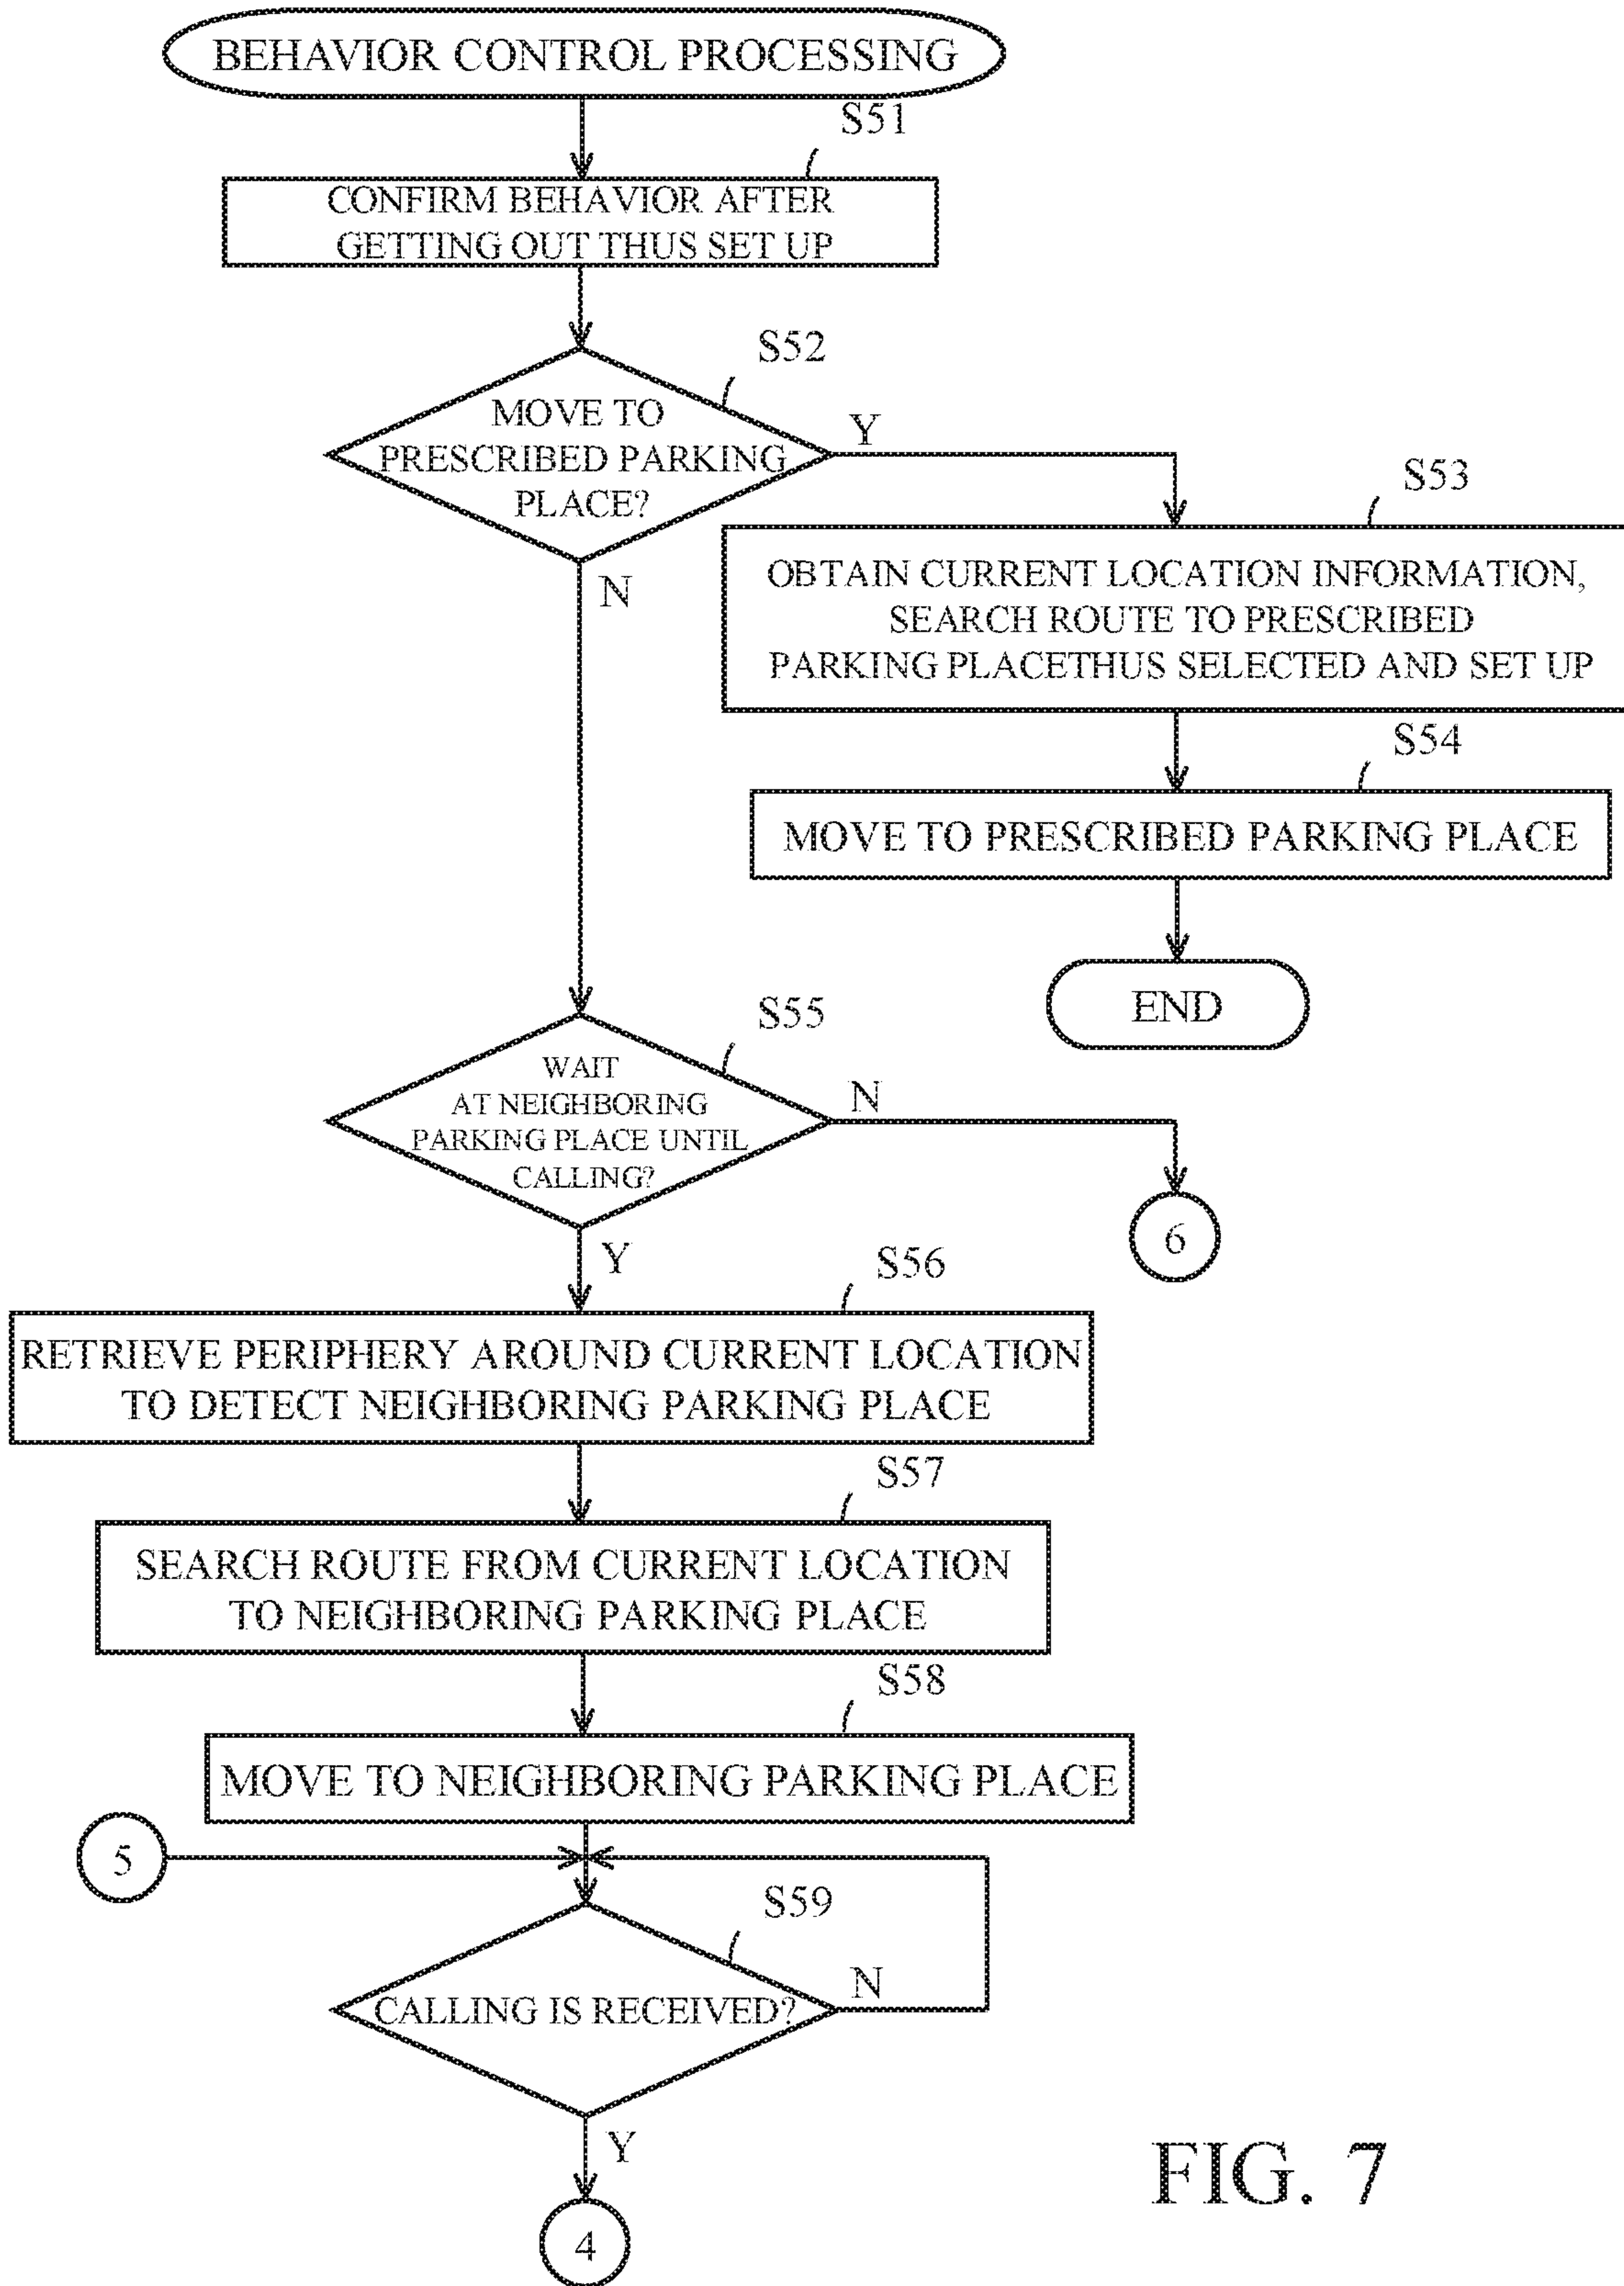 BEHAVIOR CONTROL PROCESSING
S51
CONFIRM BEHAVIOR AFTER
GETTING OUT THUS SET UP
S52
MOVE TO
PRESCRIBED PARKING
PLACE?
Y
N
S53
OBTAIN CURRENT LOCATION INFORMATION,
SEARCH ROUTE TO PRESCRIBED
PARKING PLACETHUS SELECTED AND SET UP
S54
MOVE TO PRESCRIBED PARKING PLACE
END
S55
WAIT
AT NEIGHBORING
PARKING PLACE UNTIL
CALLING?
N
6
Y
S56
RETRIEVE PERIPHERY AROUND CURRENT LOCATION
TO DETECT NEIGHBORING PARKING PLACE
S57
SEARCH ROUTE FROM CURRENT LOCATION
TO NEIGHBORING PARKING PLACE
S58
MOVE TO NEIGHBORING PARKING PLACE
5
S59
CALLING IS RECEIVED?
N
Y
4
FIG. 7